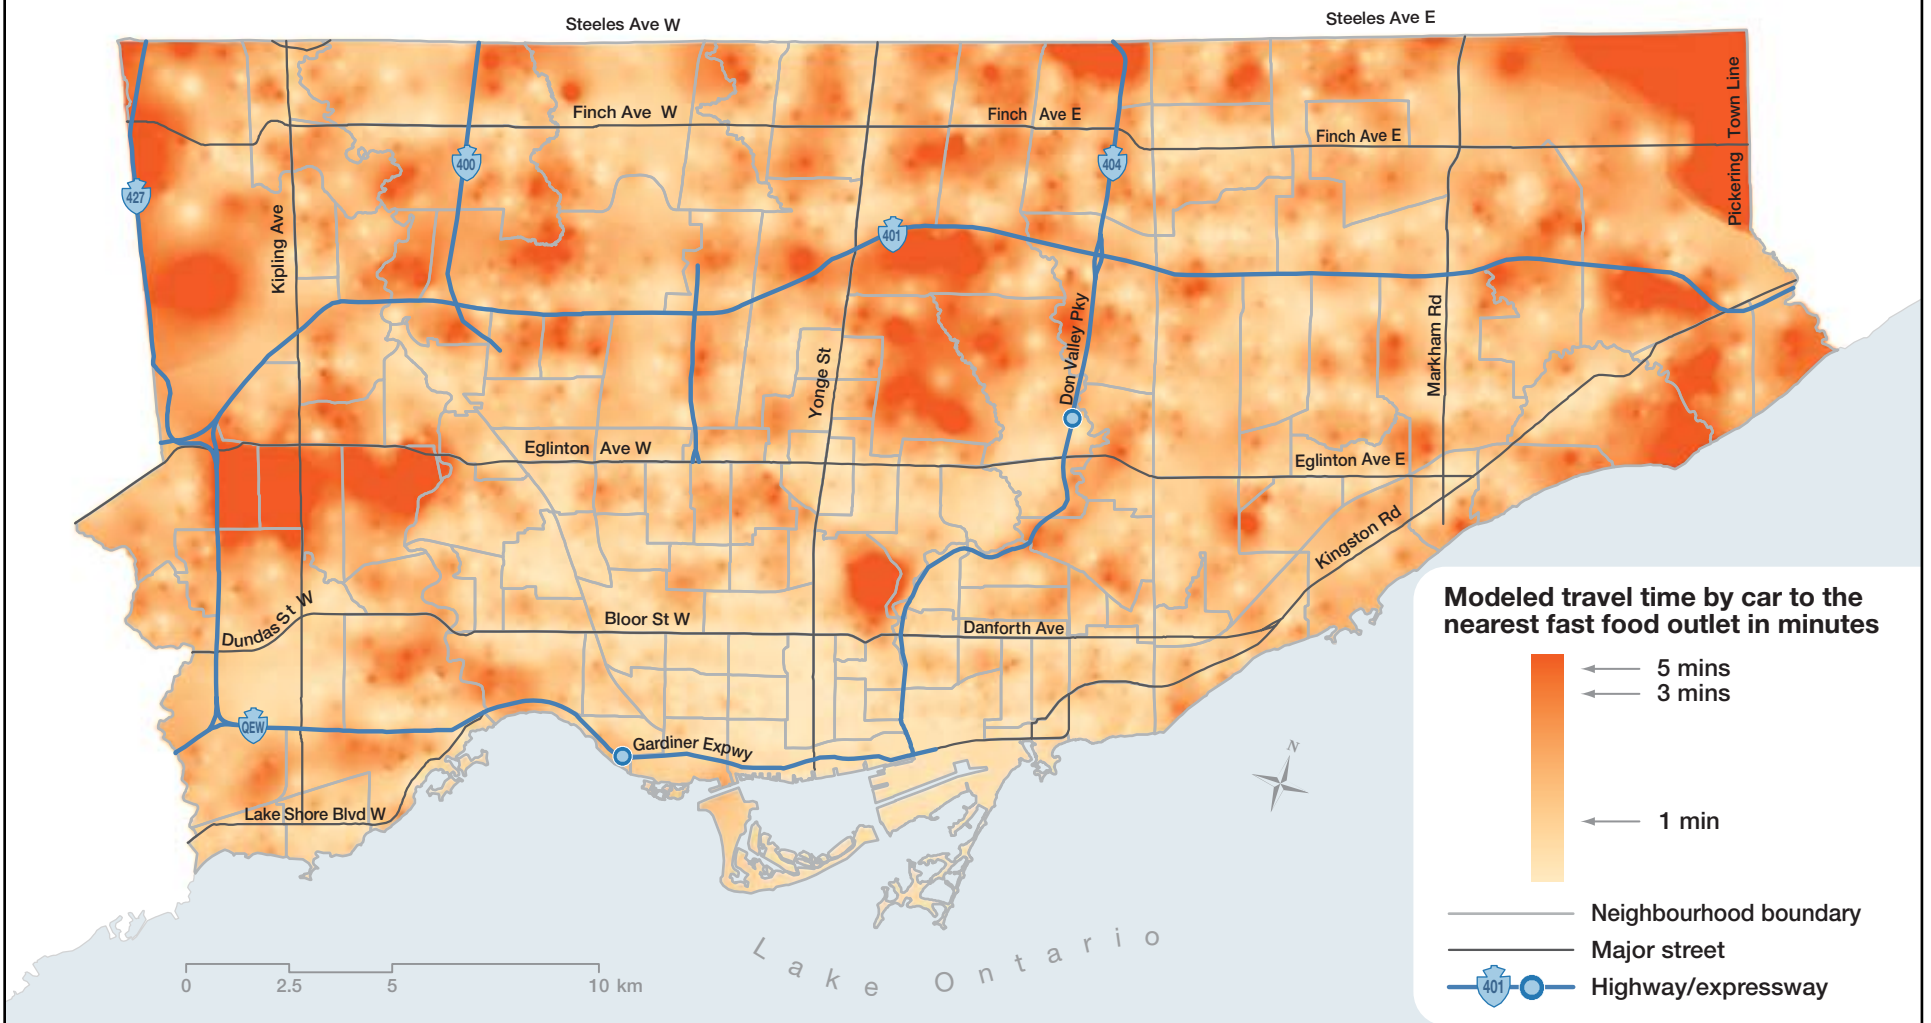 Steeles Ave W
Steeles Ave E
Finch Ave W
Finch Ave E
Finch Ave E
Pickering Town Line
400
404
427
Kipling Ave
401
Don Valley Pky
Markham Rd
Yonge St
Eglinton Ave W
Eglinton Ave E
Kingston Rd
Dundas St W
Bloor St W
Danforth Ave
QEW
Gardiner Expwy
Lake Shore Blvd W
N
Lake Ontario
0 2.5 5 10 km
Modeled travel time by car to the
nearest fast food outlet in minutes
5 mins
3 mins
1 min
Neighbourhood boundary
Major street
401 Highway/expressway